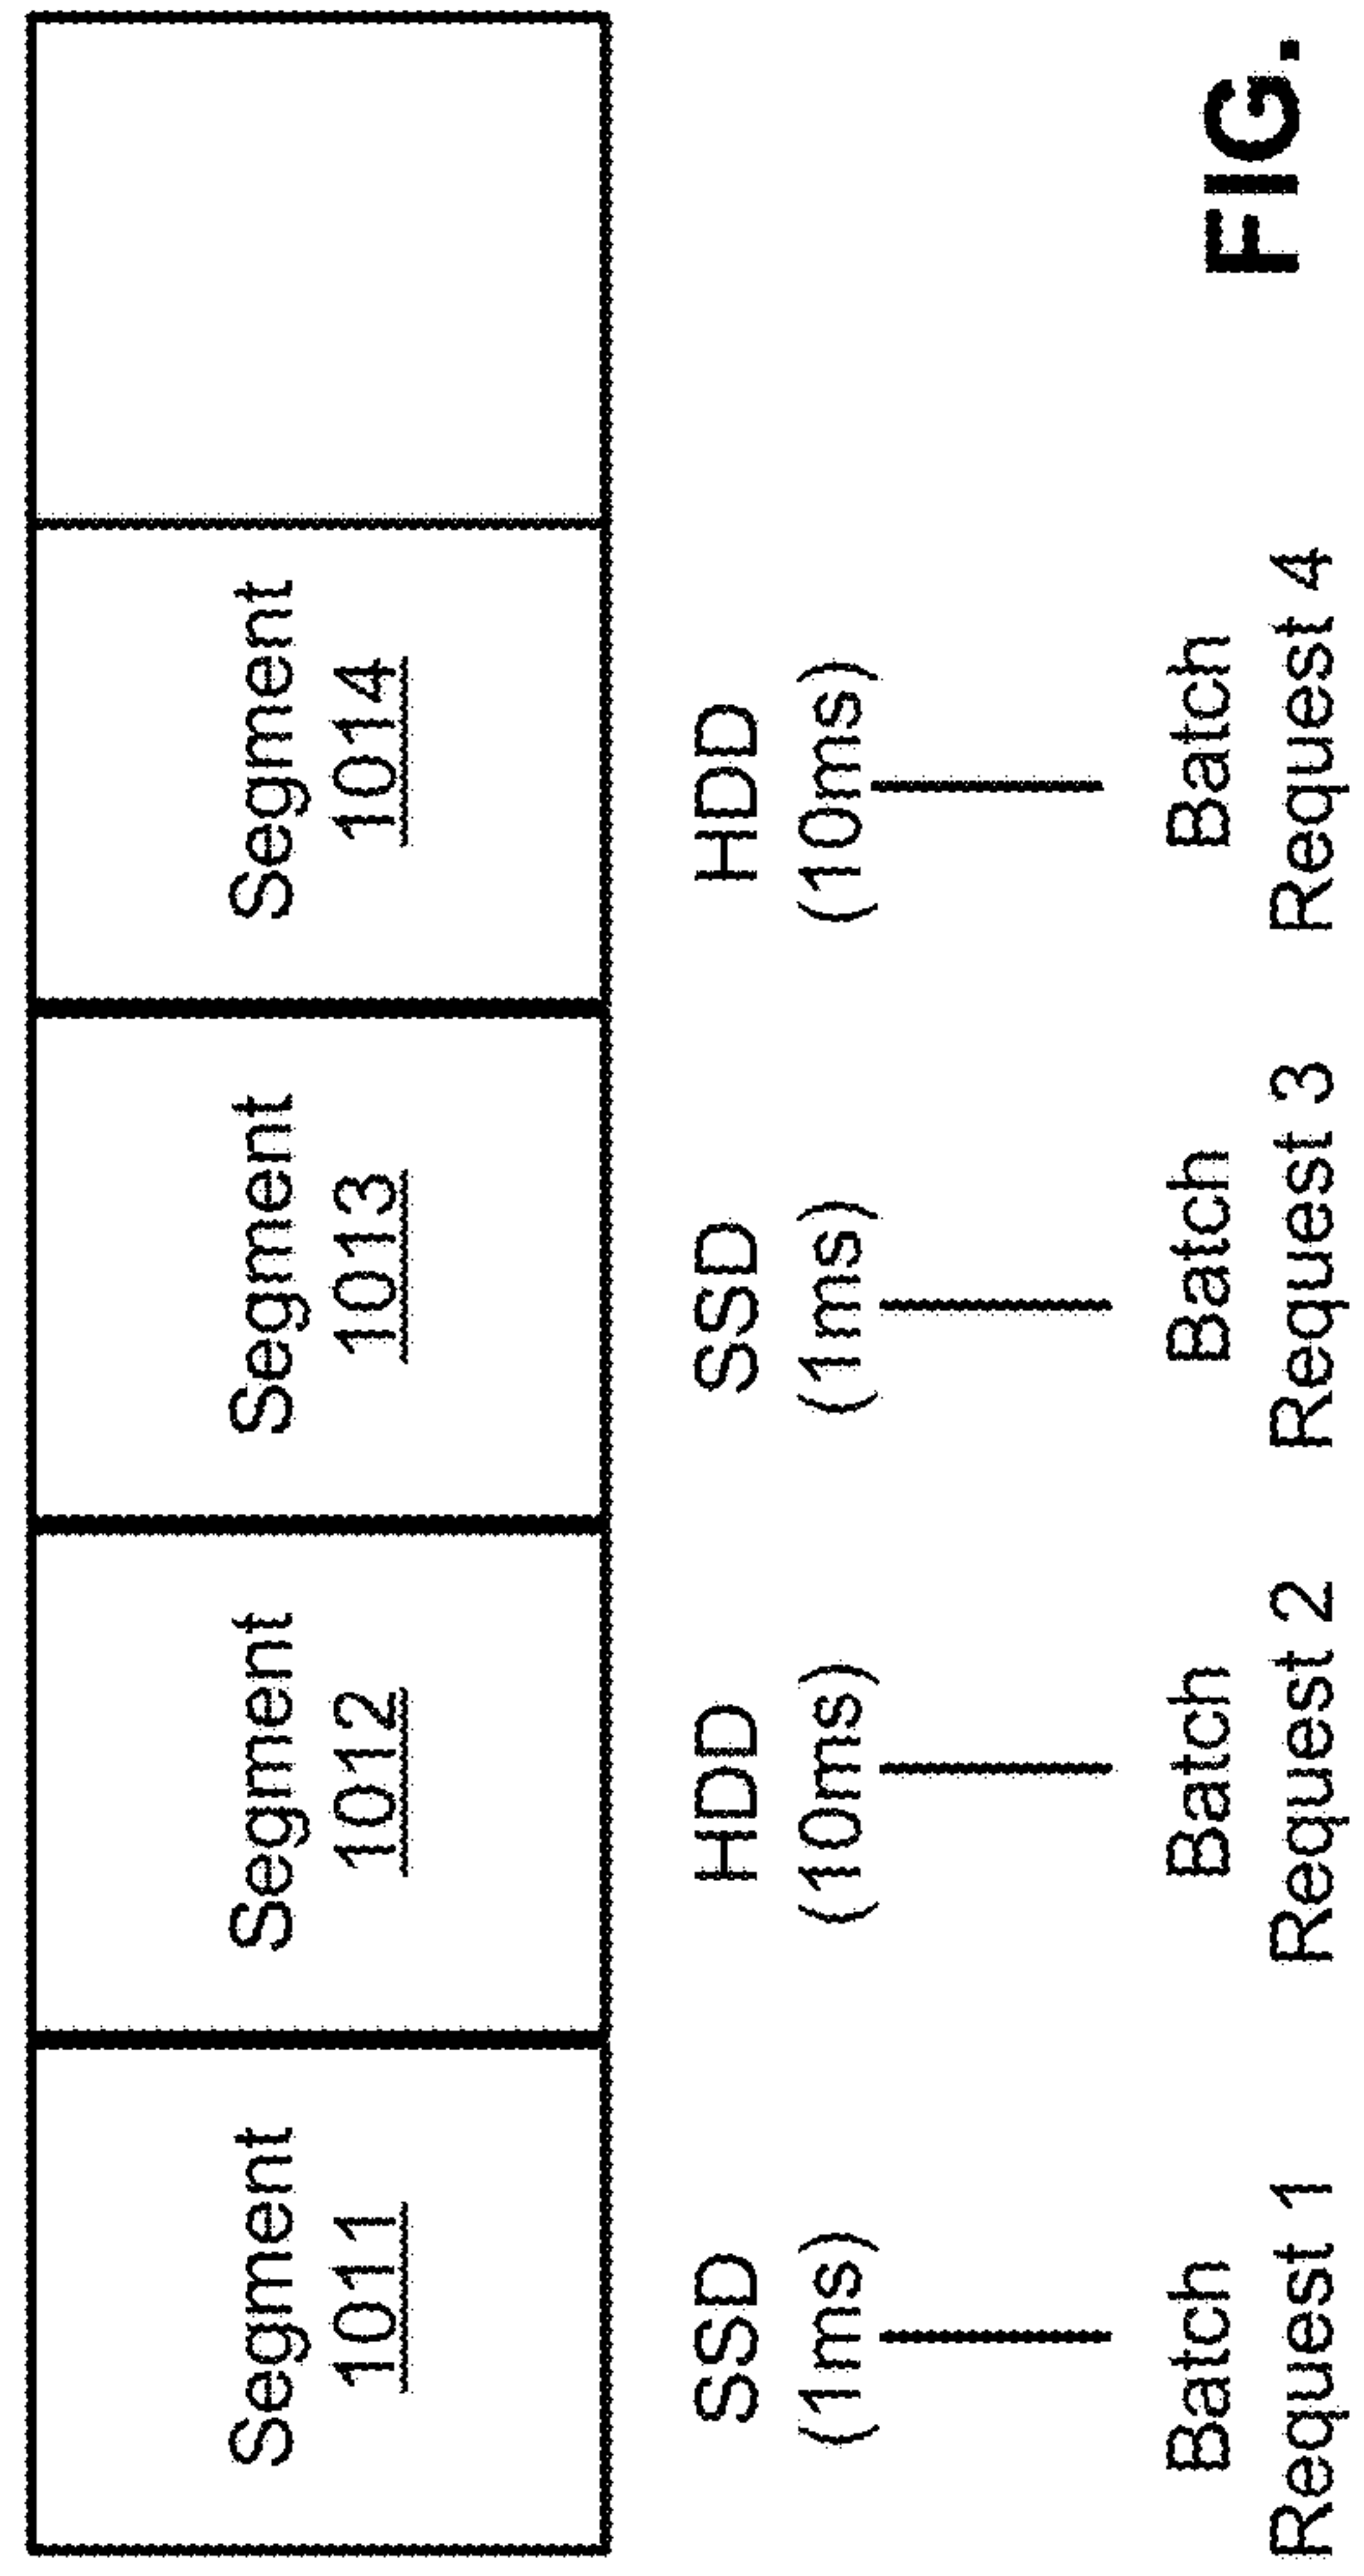 Segment
1011
Segment
1012
Segment
1013
Segment
1014
SSD
(1ms)
HDD
(10ms)
SSD
(1ms)
HDD
(10ms)
Batch
Request 1
Batch
Request 2
Batch
Request 3
Batch
Request 4
FIG.